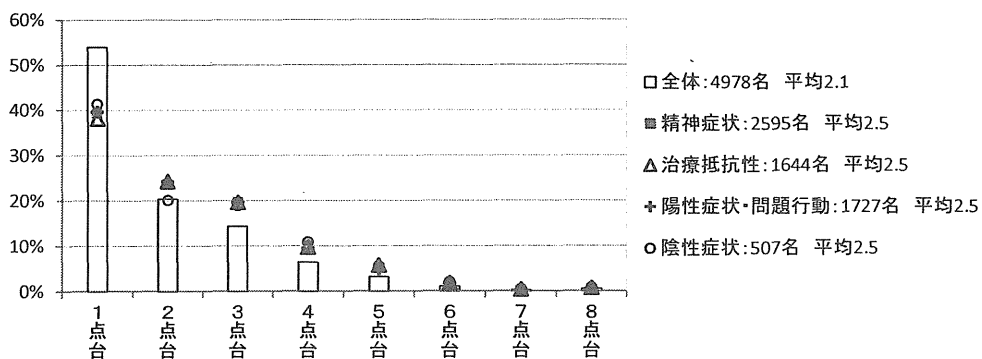 60%
50%
40%
30%
20%
10%
0%
1点台
2点台
3点台
4点台
5点台
6点台
7点台
8点台
全体:4978名 平均2.1
精神症状:2595名 平均2.5
治療抵抗性:1644名 平均2.5
陽性症状・問題行動:1727名 平均2.5
陰性症状:507名 平均2.5